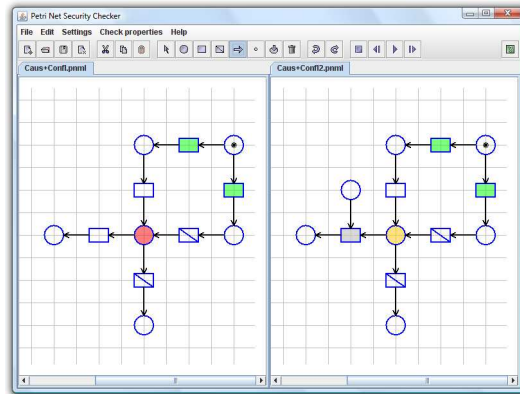 Petri Net Security Checker
File Edit Settings Check properties Help
Caus+Confl.pnml
Caus+Confl2.pnml